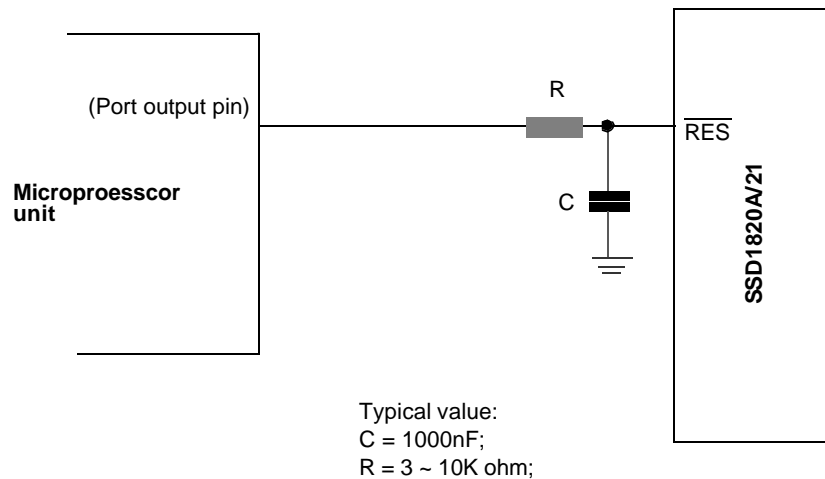 R
(Port output pin)
RES
Microproesscor
unit
C
SSD1820A/21
Typical value:
C = 1000nF;
R = 3 ~ 10K ohm;